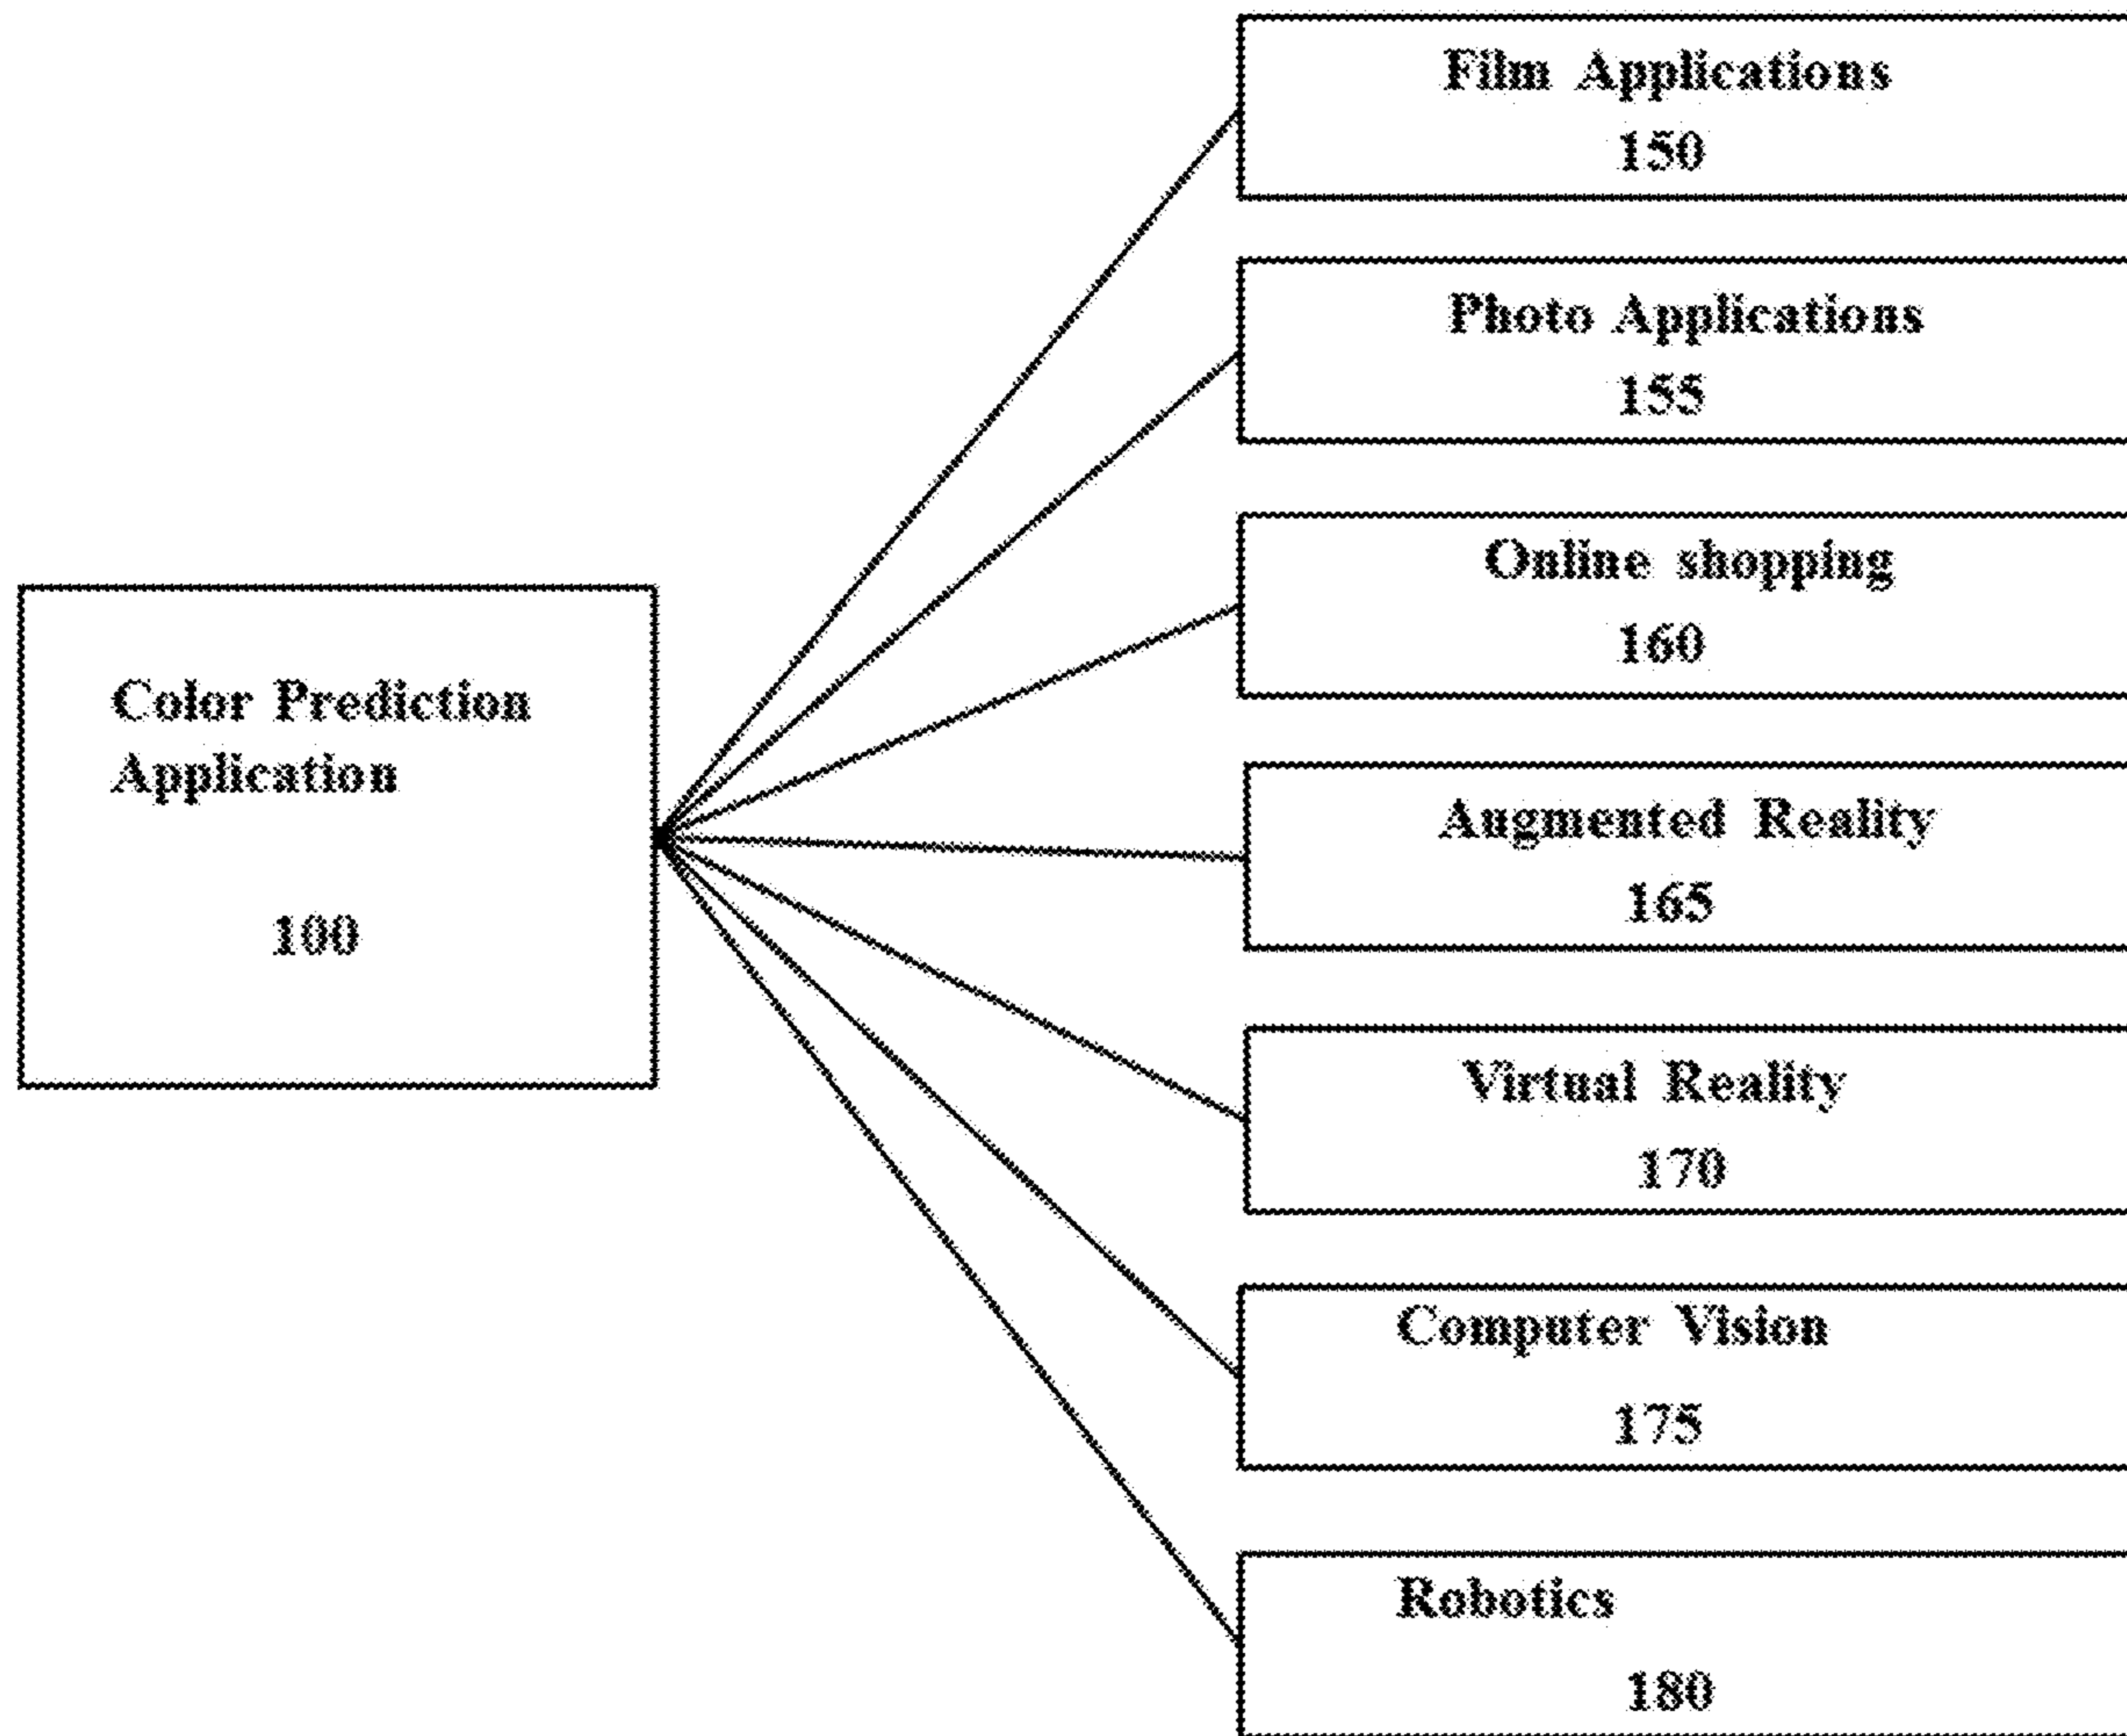 Film Applications
150
Photo Applications
155
Online shopping
160
Color Prediction
Application
100
Augmented Reality
165
Virtual Reality
170
Computer Vision
175
Robotics
180